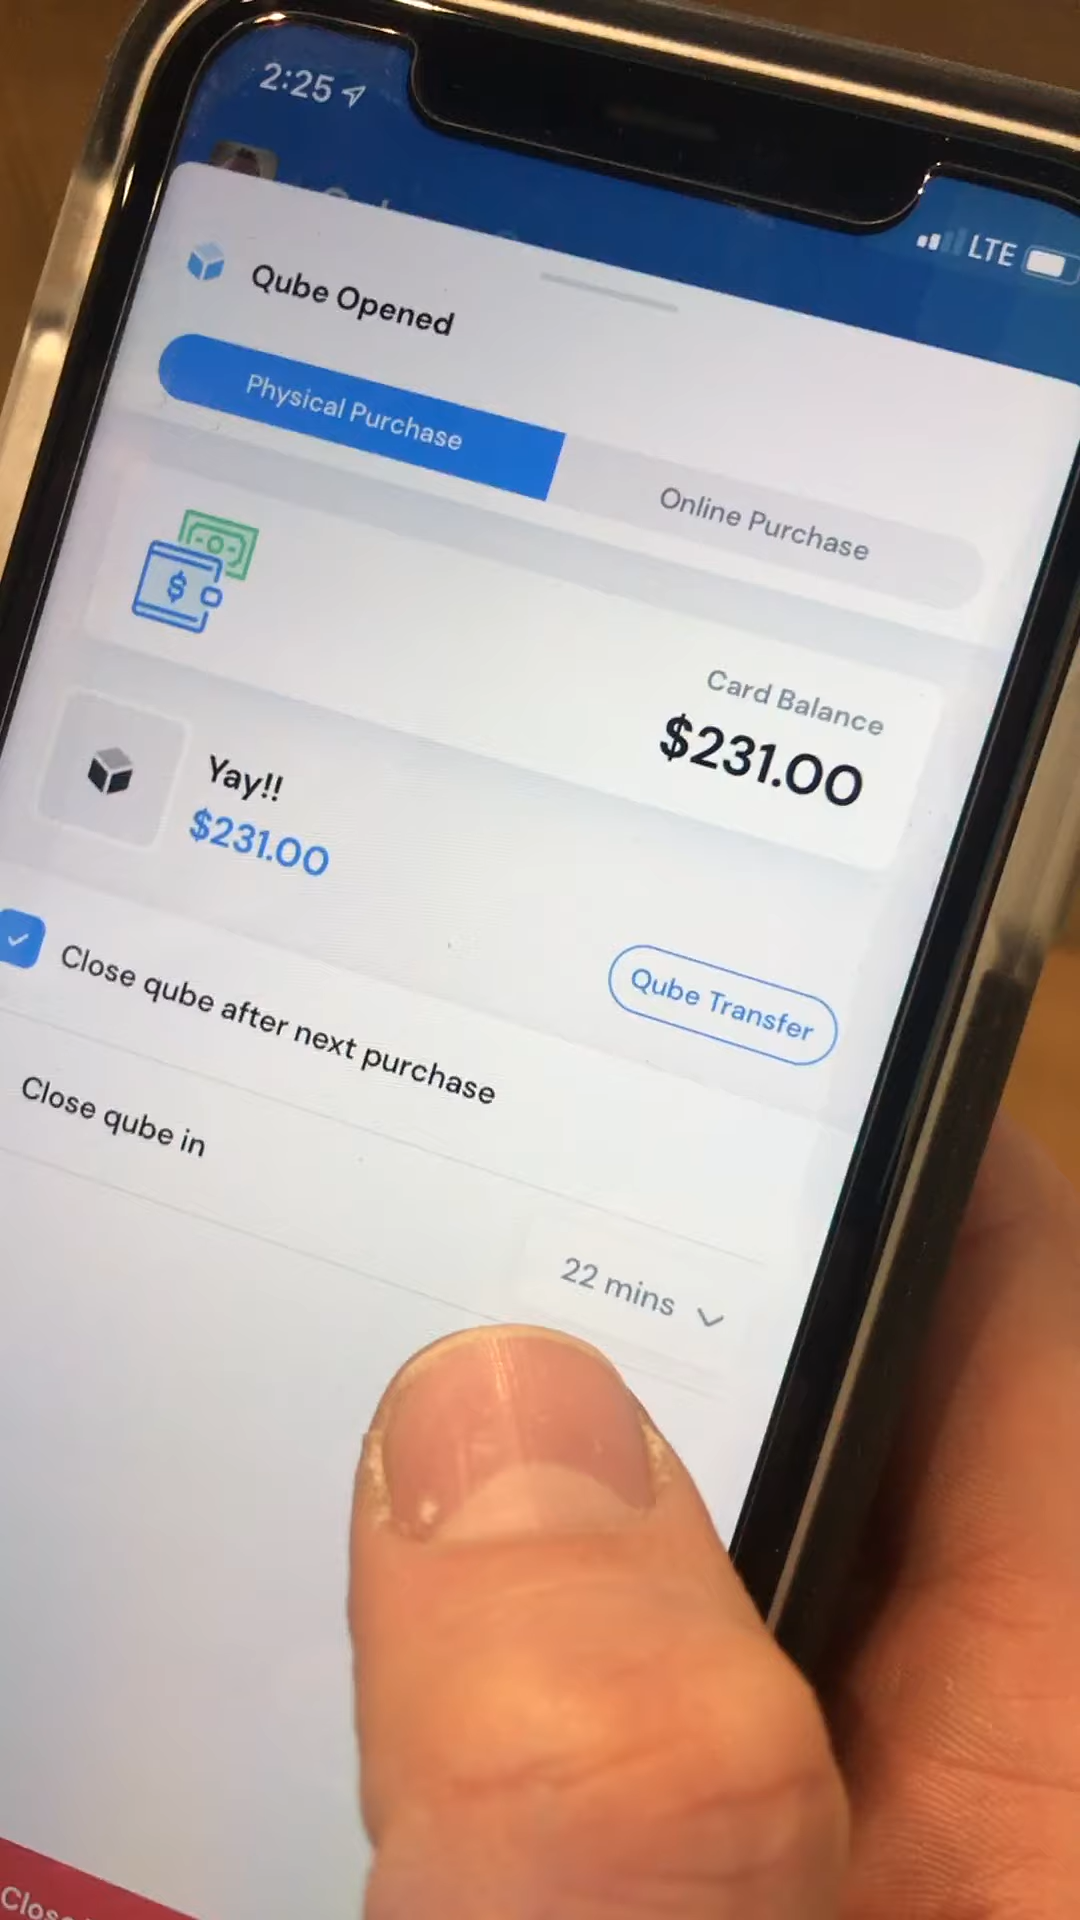 2:25
LTE
Qube Opened
Physical Purchase
Online Purchase
Card Balance
$231.00
Yay!!
$231.00
Qube Transfer
Close qube after next purchase
Close qube in
22 mins